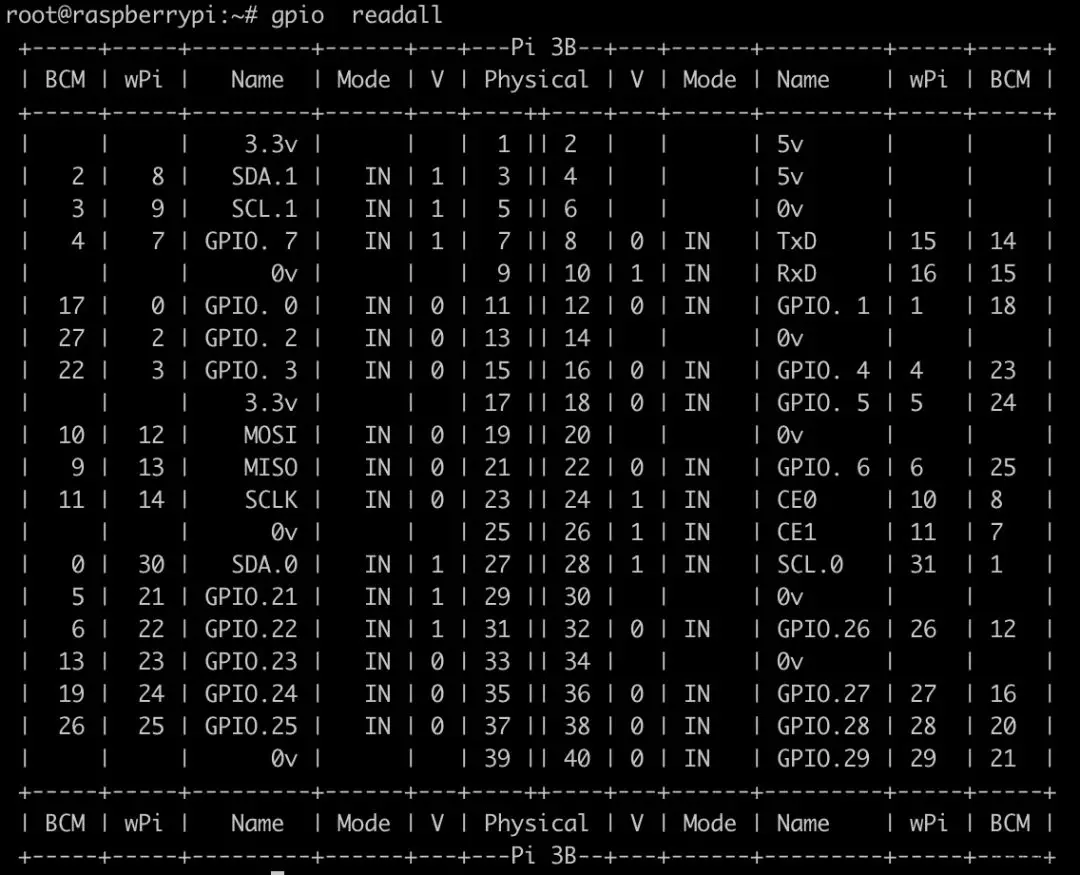 root@raspberrypi:~# gpio  readall
 +-----+-----+---------+------+---+---Pi 3B--+---+------+---------+-----+-----+
 | BCM | wPi |   Name  | Mode | V | Physical | V | Mode | Name    | wPi | BCM |
 +-----+-----+---------+------+---+----++----+---+------+---------+-----+-----+
 |     |     |    3.3v |      |   |  1 || 2  |   |      | 5v      |     |     |
 |   2 |   8 |   SDA.1 |   IN | 1 |  3 || 4  |   |      | 5v      |     |     |
 |   3 |   9 |   SCL.1 |   IN | 1 |  5 || 6  |   |      | 0v      |     |     |
 |   4 |   7 | GPIO. 7 |   IN | 1 |  7 || 8  | 0 | IN   | TxD     | 15  | 14  |
 |     |     |      0v |      |   |  9 || 10 | 1 | IN   | RxD     | 16  | 15  |
 |  17 |   0 | GPIO. 0 |   IN | 0 | 11 || 12 | 0 | IN   | GPIO. 1 | 1   | 18  |
 |  27 |   2 | GPIO. 2 |   IN | 0 | 13 || 14 |   |      | 0v      |     |     |
 |  22 |   3 | GPIO. 3 |   IN | 0 | 15 || 16 | 0 | IN   | GPIO. 4 | 4   | 23  |
 |     |     |    3.3v |      |   | 17 || 18 | 0 | IN   | GPIO. 5 | 5   | 24  |
 |  10 |  12 |    MOSI |   IN | 0 | 19 || 20 |   |      | 0v      |     |     |
 |   9 |  13 |    MISO |   IN | 0 | 21 || 22 | 0 | IN   | GPIO. 6 | 6   | 25  |
 |  11 |  14 |    SCLK |   IN | 0 | 23 || 24 | 1 | IN   | CE0     | 10  | 8   |
 |     |     |      0v |      |   | 25 || 26 | 1 | IN   | CE1     | 11  | 7   |
 |   0 |  30 |   SDA.0 |   IN | 1 | 27 || 28 | 1 | IN   | SCL.0   | 31  | 1   |
 |   5 |  21 | GPIO.21 |   IN | 1 | 29 || 30 |   |      | 0v      |     |     |
 |   6 |  22 | GPIO.22 |   IN | 1 | 31 || 32 | 0 | IN   | GPIO.26 | 26  | 12  |
 |  13 |  23 | GPIO.23 |   IN | 0 | 33 || 34 |   |      | 0v      |     |     |
 |  19 |  24 | GPIO.24 |   IN | 0 | 35 || 36 | 0 | IN   | GPIO.27 | 27  | 16  |
 |  26 |  25 | GPIO.25 |   IN | 0 | 37 || 38 | 0 | IN   | GPIO.28 | 28  | 20  |
 |     |     |      0v |      |   | 39 || 40 | 0 | IN   | GPIO.29 | 29  | 21  |
 +-----+-----+---------+------+---+----++----+---+------+---------+-----+-----+
 | BCM | wPi |   Name  | Mode | V | Physical | V | Mode | Name    | wPi | BCM |
 +-----+-----+---------+------+---+---Pi 3B--+---+------+---------+-----+-----+